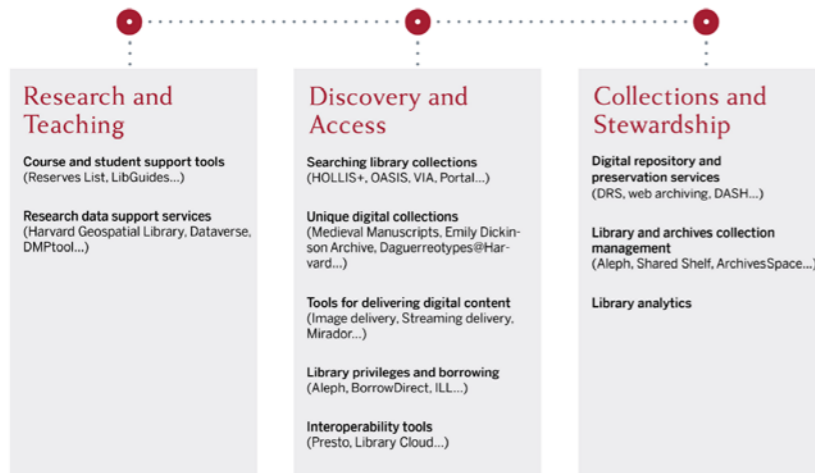 Research and
Teaching
Course and student support tools
(Reserves List, LibGuides...)
Research data support services
(Harvard Geospatial Library, Dataverse,
DMPtool...)
Discovery and
Access
Searching library collections
(HOLLIS+, OASIS, VIA, Portal...)
Unique digital collections
(Medieval Manuscripts, Emily Dickin-
son Archive, Daguerreotypes@Har-
vard...)
Tools for delivering digital content
(Image delivery, Streaming delivery,
Mirador...)
Library privileges and borrowing
(Aleph, BorrowDirect, ILL...)
Interoperability tools
(Presto, Library Cloud...)
Collections and
Stewardship
Digital repository and
preservation services
(DRS, web archiving, DASH...)
Library and archives collection
management
(Aleph, Shared Shelf, ArchivesSpace...)
Library analytics